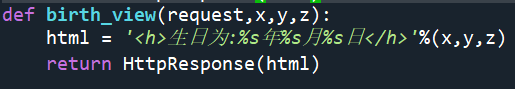 def birth_view(request,x,y,z):
    html = '<h>生日为:%s年%s月%s日</h>'%(x,y,z)
    return HttpResponse(html)